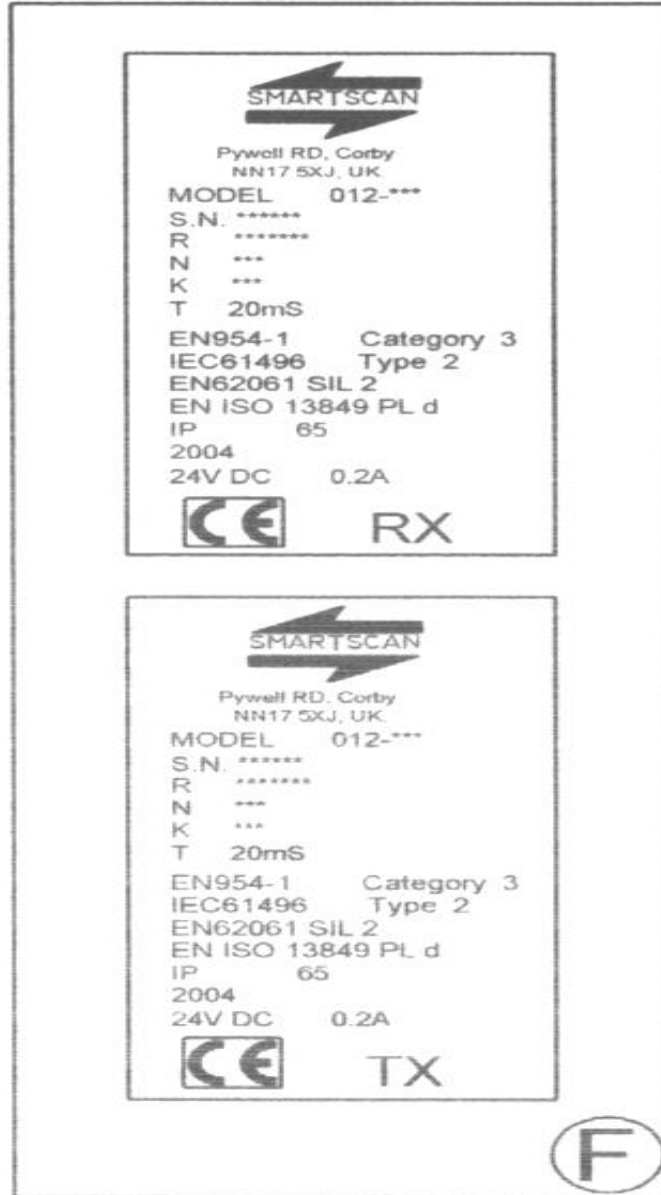 SMARTSCAN
Pywell RD, Corby
NN17 5XJ, UK.
MODEL 012-***
S.N. ******
R *******
N ***
K ***
T 20mS
EN954-1 Category 3
IEC61496 Type 2
EN62061 SIL 2
EN ISO 13849 PL d
IP 65
2004
24V DC 0.2A
CE RX
SMARTSCAN
Pywell RD. Corby
NN17 5XJ, UK.
MODEL 012-***
S.N. ******
R *******
N ***
K ***
T 20mS
EN954-1 Category 3
IEC61496 Type 2
EN62061 SIL 2
EN ISO 13849 PL d
IP 65
2004
24V DC 0.2A
CE TX
F